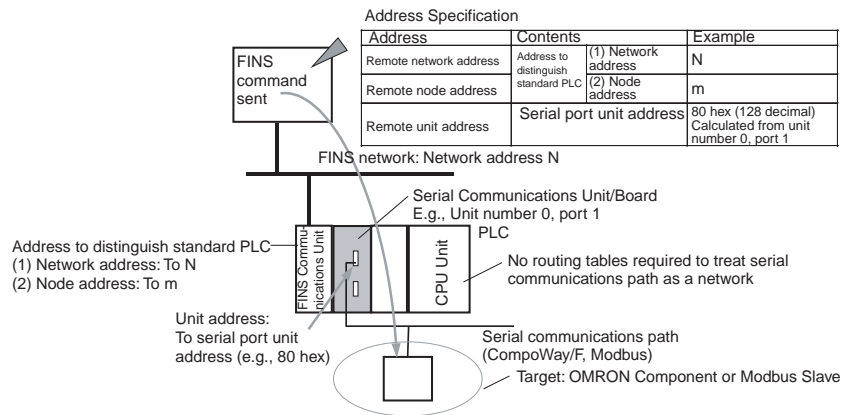 Address Specification
Address Contents Example
Remote network address
Address to
distinguish
standard PLC
(1) Network
address
N
Remote node address
(2) Node
address
m
Remote unit address
Serial port unit address
80 hex (128 decimal)
Calculated from unit
number 0, port 1
FINS
command
sent
FINS network: Network address N
Serial Communications Unit/Board
E.g., Unit number 0, port 1
PLC
Address to distinguish standard PLC
(1) Network address: To N
(2) Node address: To m
FINS Commu-
nications Unit
CPU Unit
No routing tables required to treat serial
communications path as a network
Unit address:
To serial port unit
address (e.g., 80 hex)
Serial communications path
(CompoWay/F, Modbus)
Target: OMRON Component or Modbus Slave